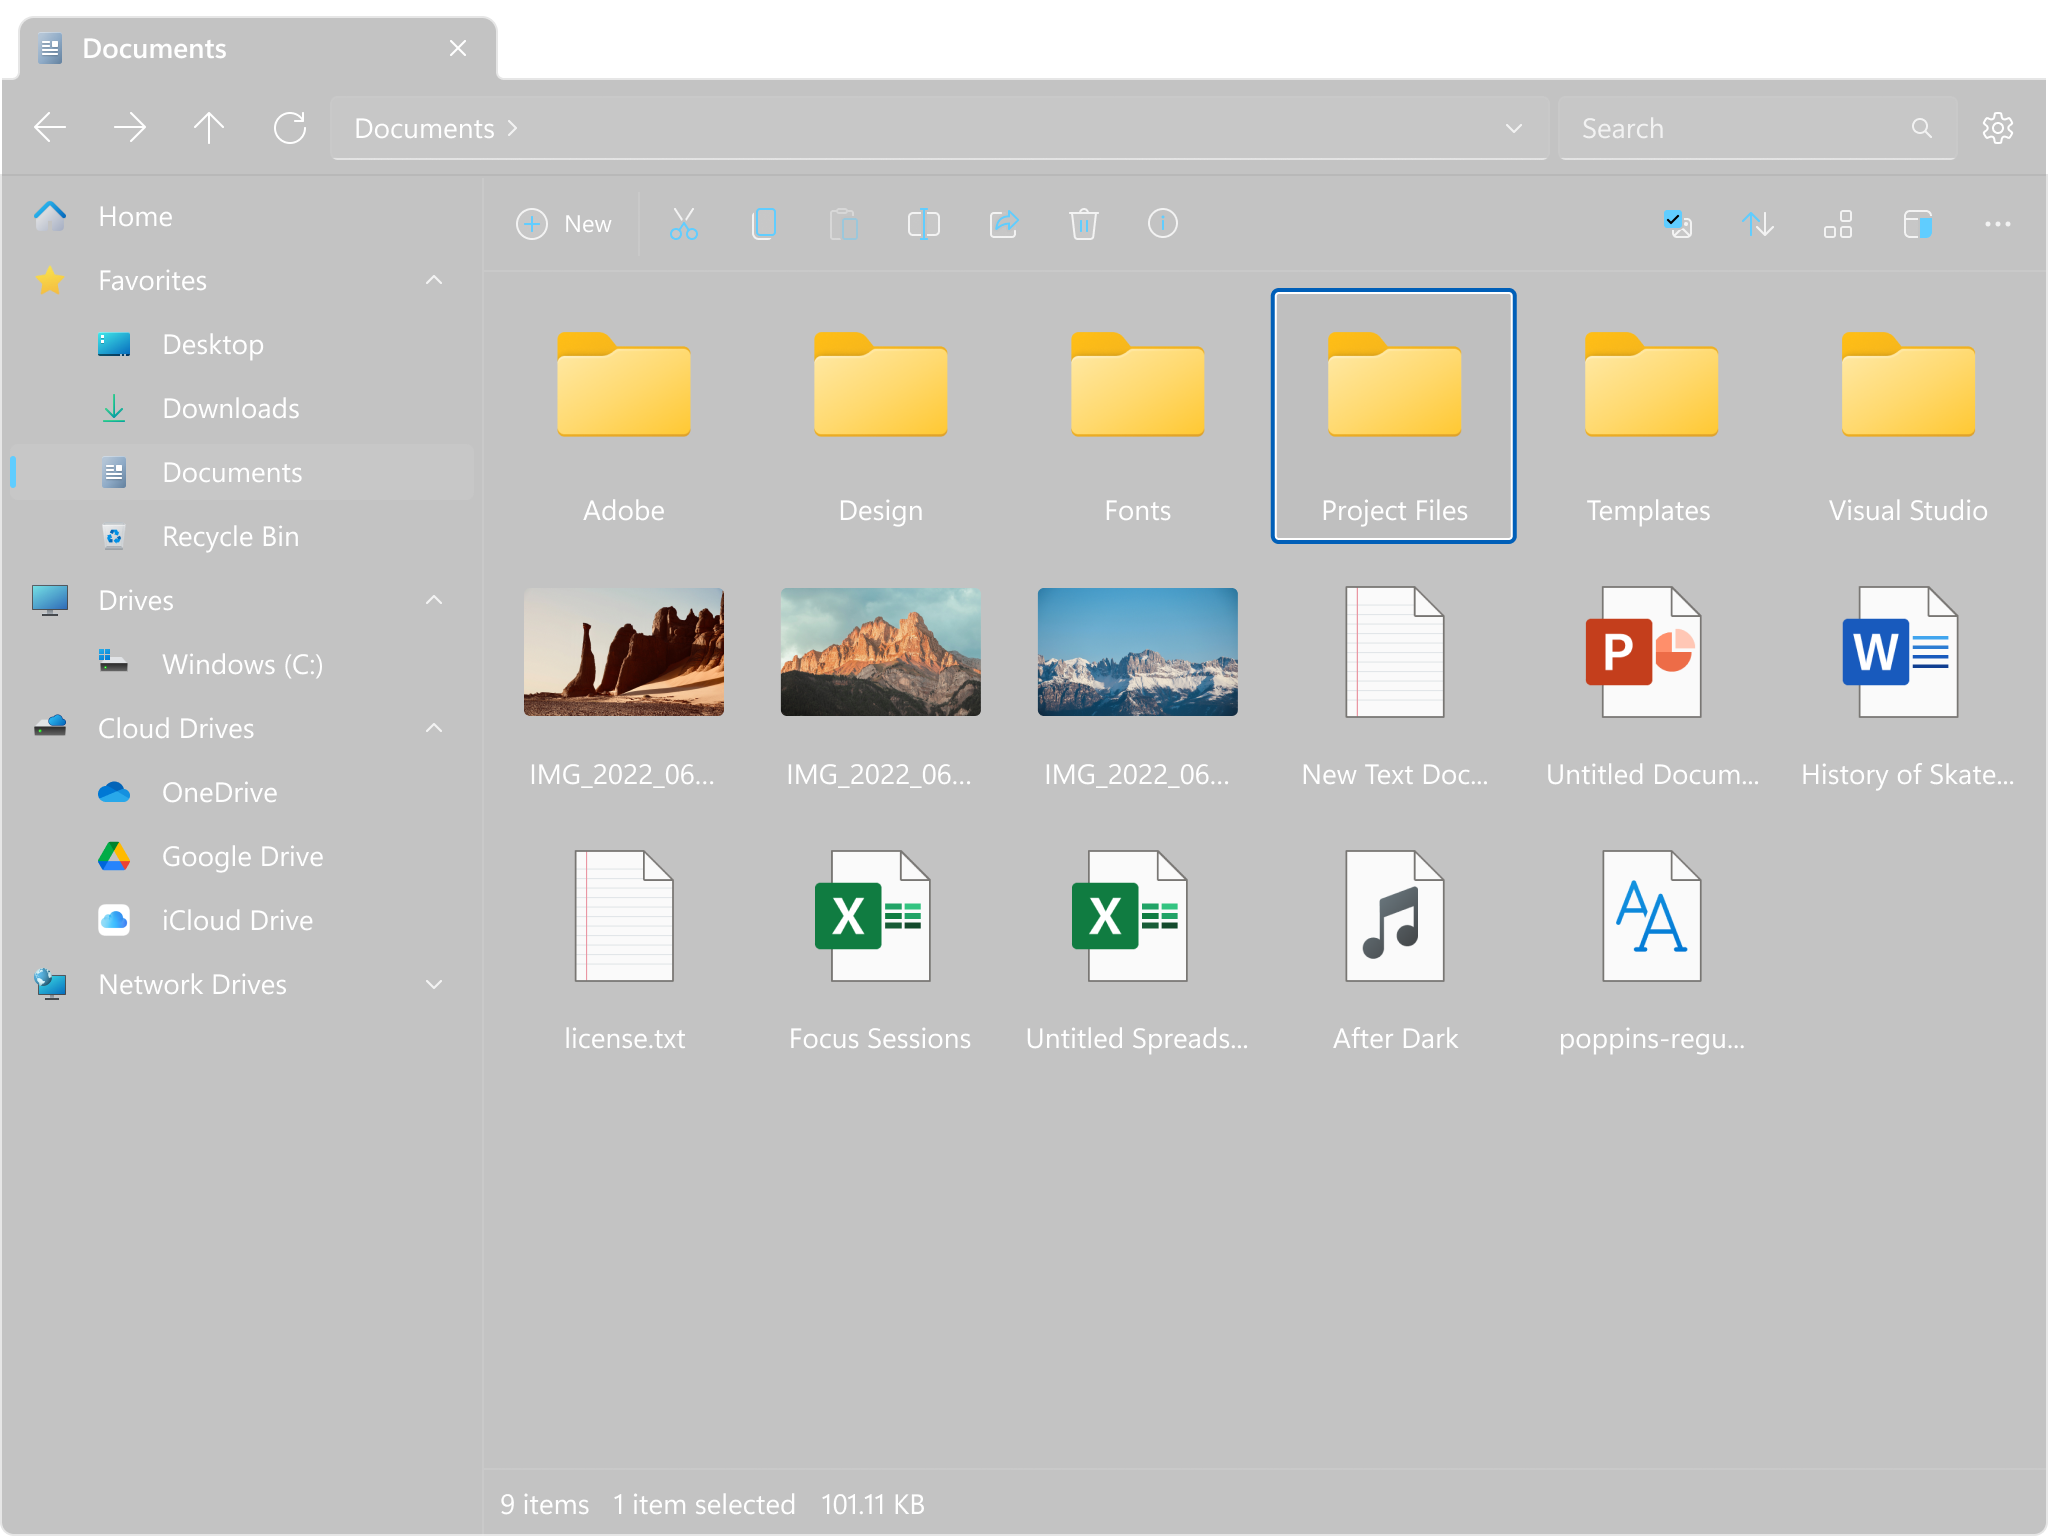 Documents
Documents
Search
Home
Favorites
Desktop
Downloads
Documents
Recycle Bin
Drives
Windows (C:)
Cloud Drives
OneDrive
Google Drive
iCloud Drive
Network Drives
New
Adobe
Design
Fonts
Project Files
Templates
Visual Studio
IMG_2022_06...
IMG_2022_06...
IMG_2022_06...
New Text Doc...
P
Untitled Docum...
W
History of Skate...
license.txt
X
Focus Sessions
X
Untitled Spreads...
After Dark
AA
poppins-regu...
9 items 1 item selected 101.11 KB